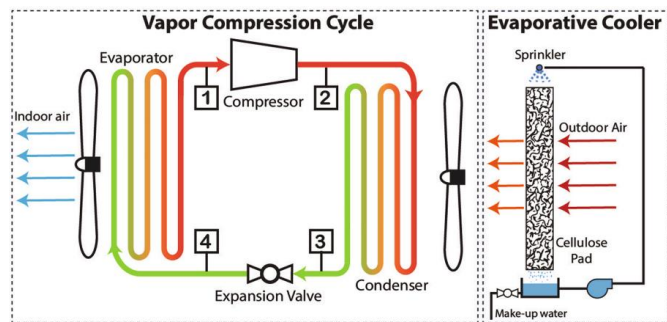 Vapor Compression Cycle
Evaporator
1
Compressor
2
Indoor air
4
3
Expansion Valve
Condenser
Evaporative Cooler
Sprinkler
Outdoor Air
Cellulose
Pad
Make-up water